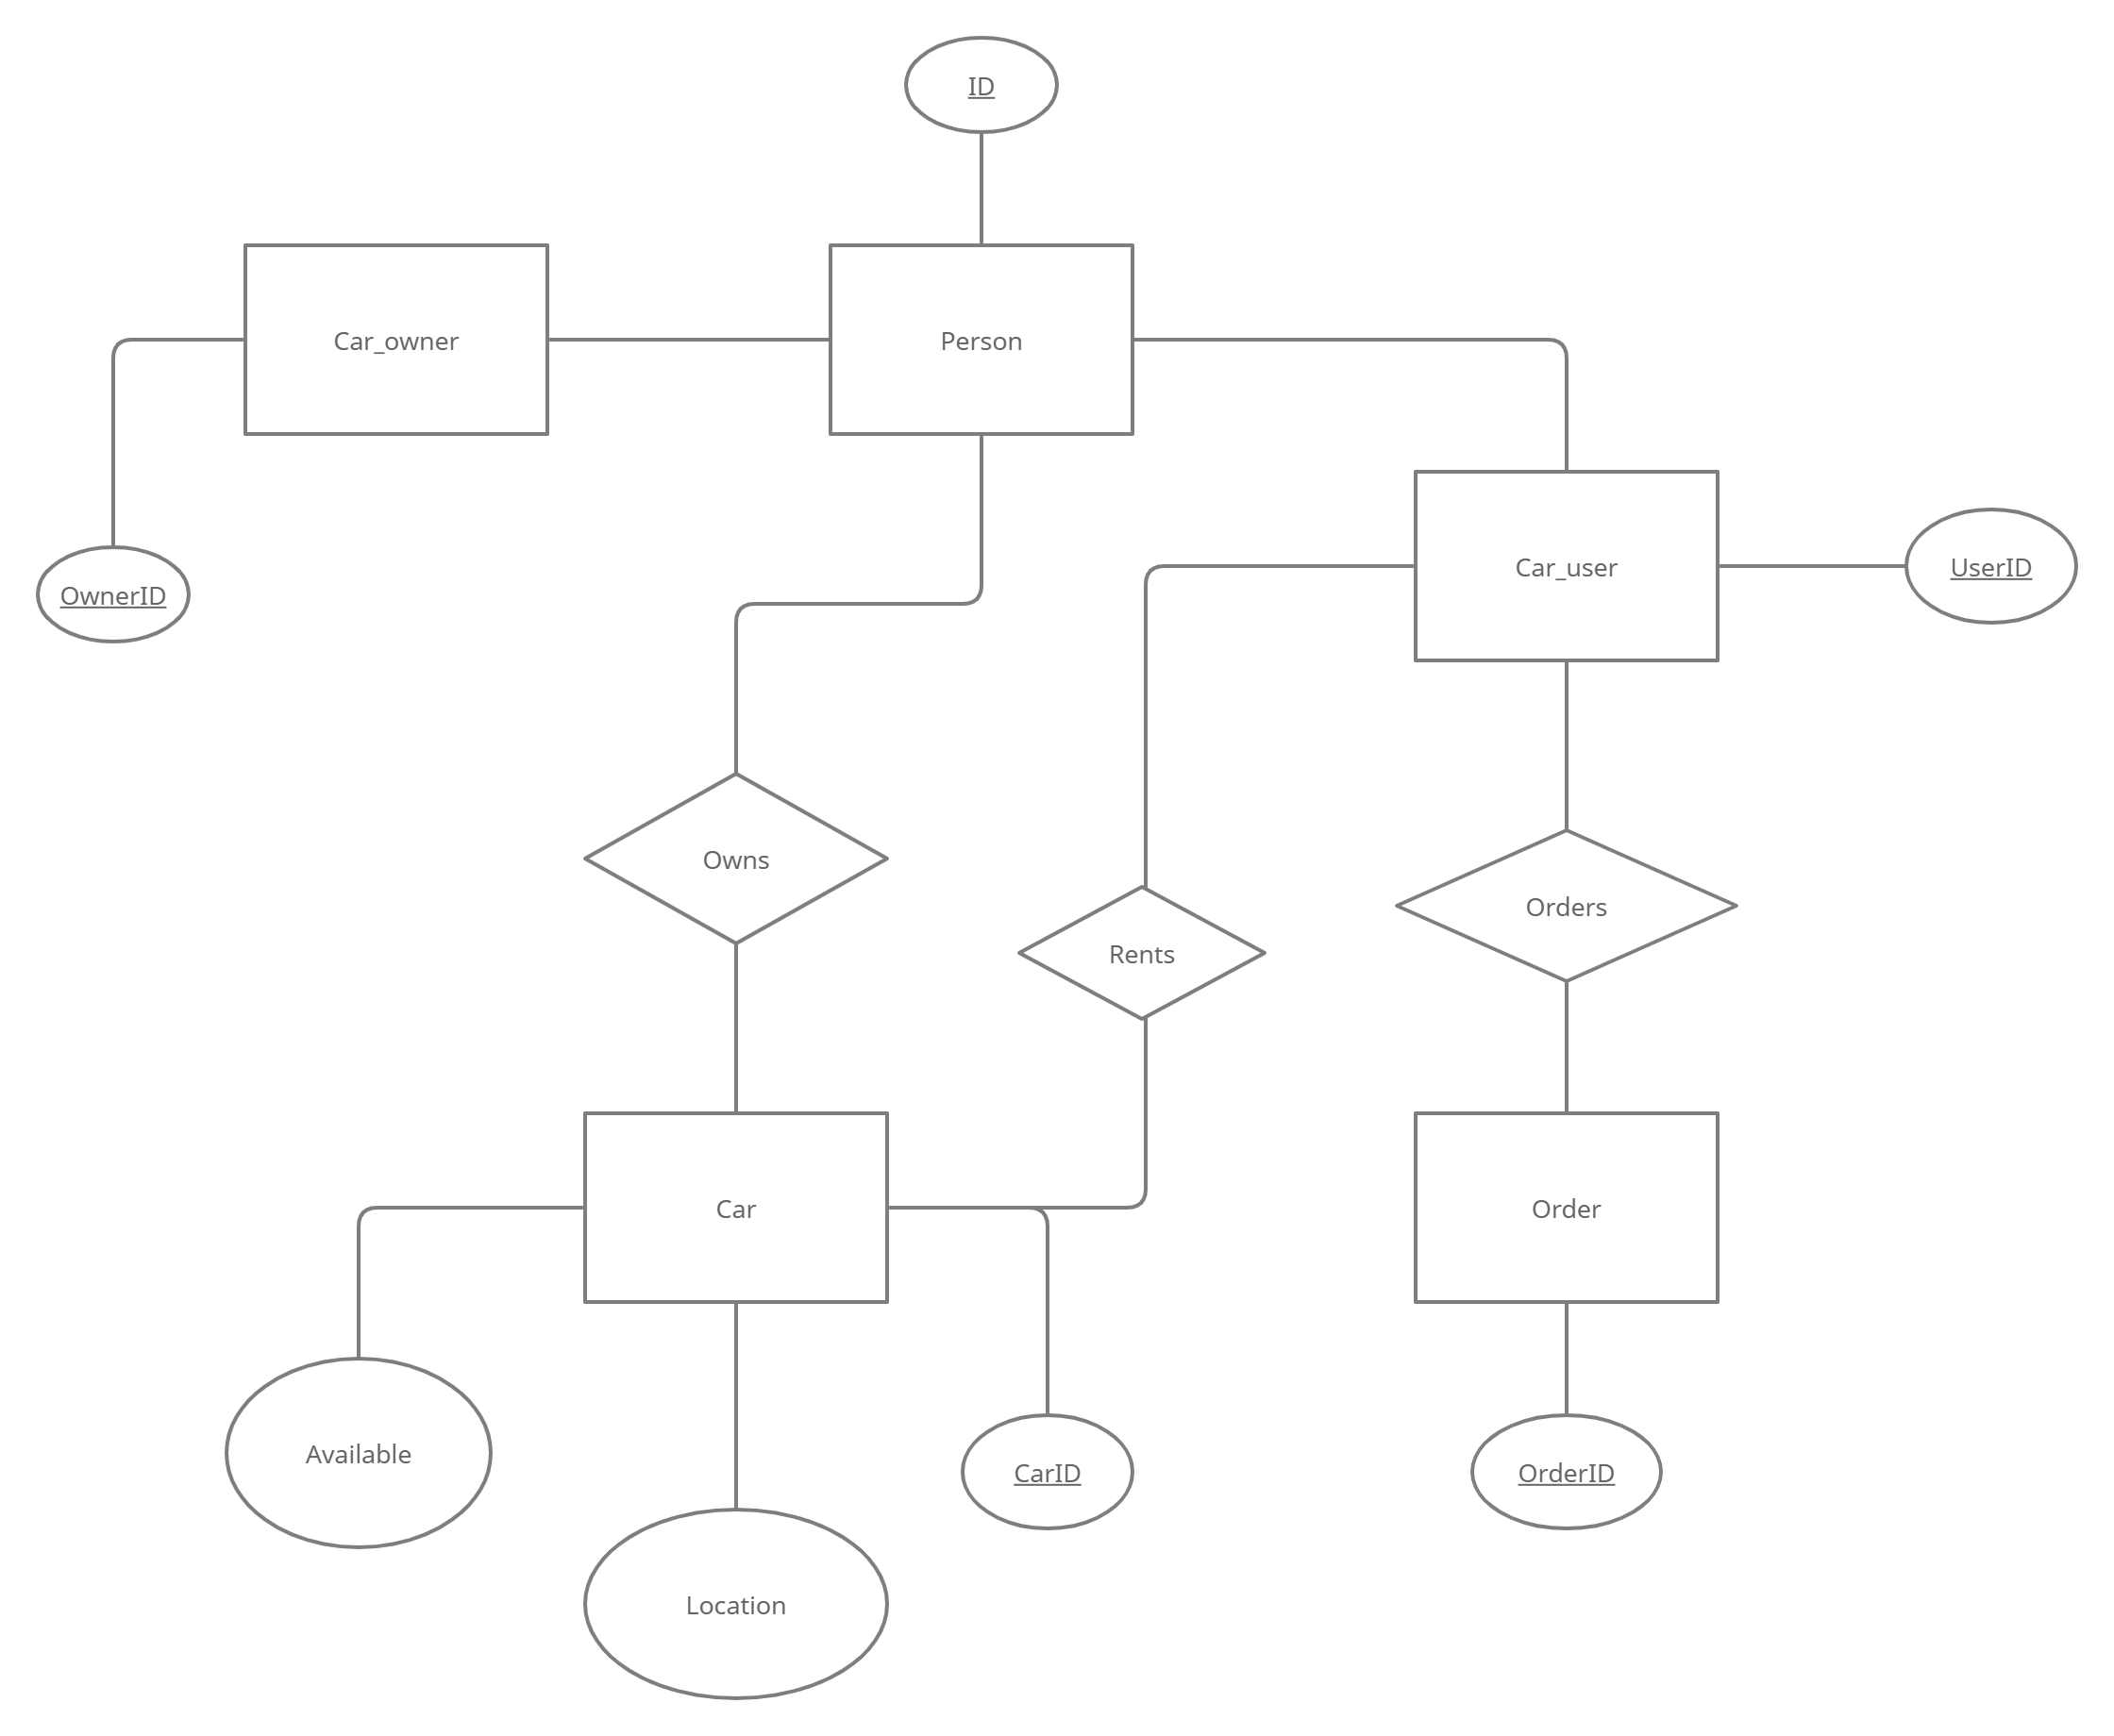 ID
Car_owner
Person
Car_user
UserID
OwnerID
Owns
Orders
Rents
Car
Order
Available
CarID
OrderID
Location